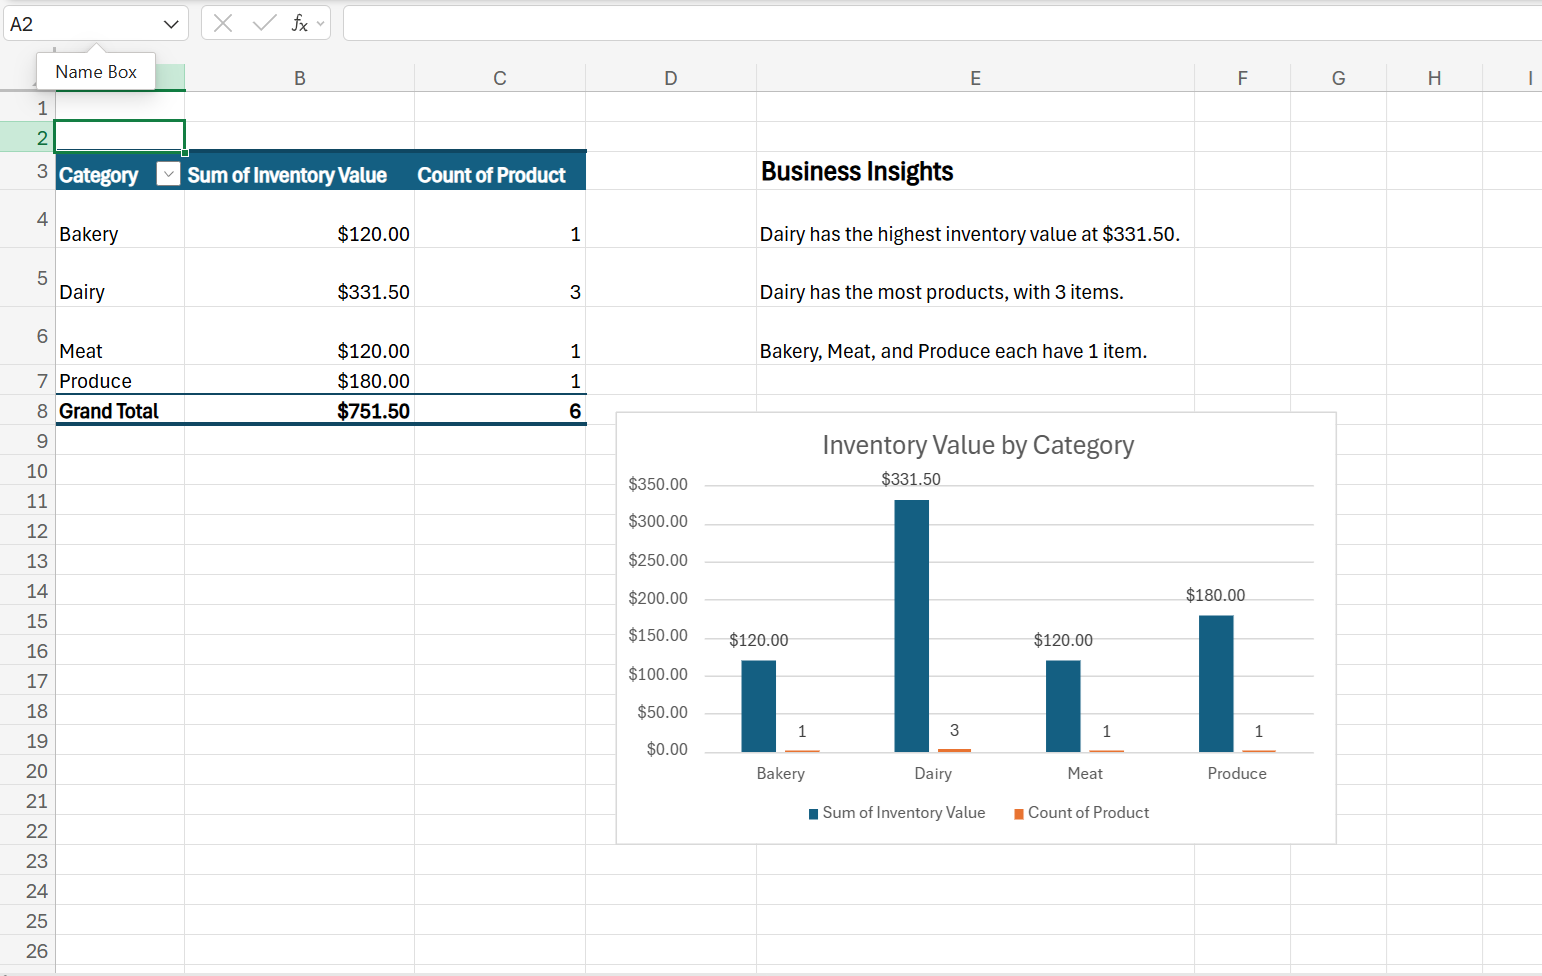 A2
fx
Name Box
B C D E F G H I
1
2
3 Category Sum of Inventory Value Count of Product Business Insights
4 Bakery $120.00 1 Dairy has the highest inventory value at $331.50.
5 Dairy $331.50 3 Dairy has the most products, with 3 items.
6 Meat $120.00 1 Bakery, Meat, and Produce each have 1 item.
7 Produce $180.00 1
8 Grand Total $751.50 6
9
10
11
12
13
14
15
16
17
18
19
20
21
22
23
24
25
26
Inventory Value by Category
$350.00
$300.00
$250.00
$200.00
$150.00
$100.00
$50.00
$0.00
$120.00 1
$331.50 3
$120.00 1
$180.00 1
Bakery Dairy Meat Produce
Sum of Inventory Value Count of Product